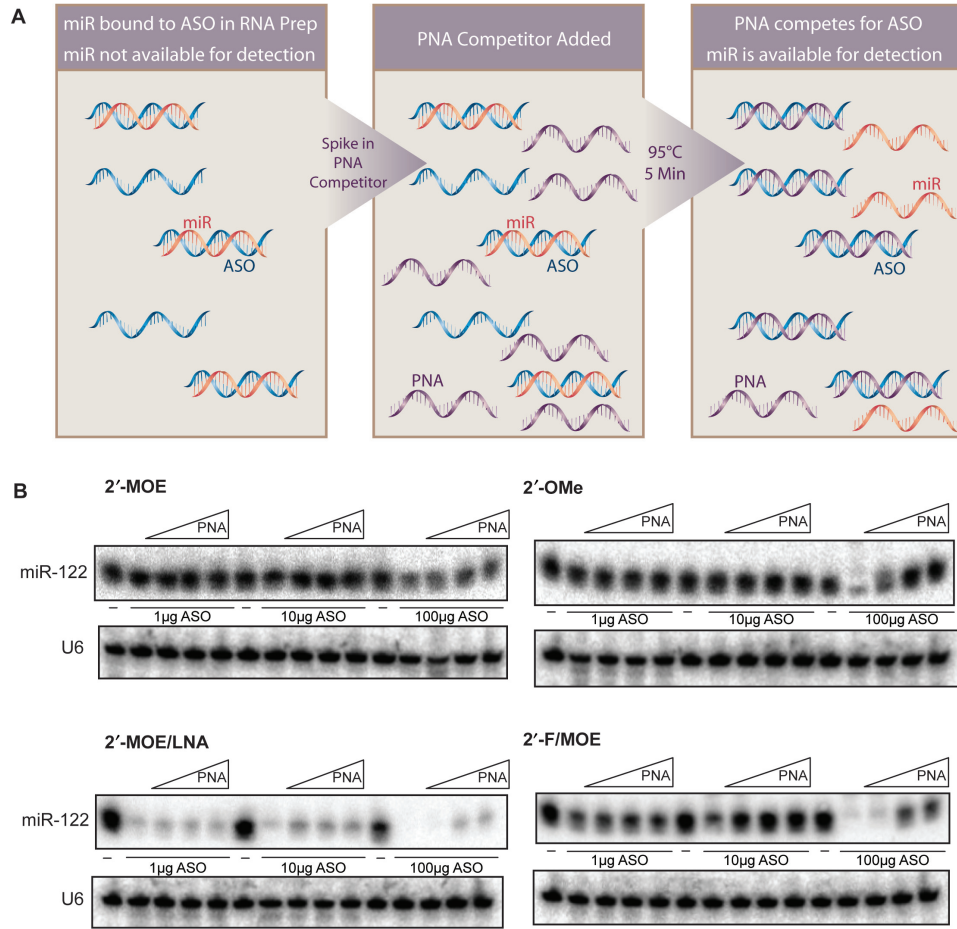 A
miR bound to ASO in RNA Prep
miR not available for detection
PNA Competitor Added
PNA competes for ASO
miR is available for detection
Spike in
PNA
Competitor
95°C
5 Min
miR
ASO
miR
ASO
PNA
miR
ASO
PNA
B
2′-MOE
PNA
PNA
PNA
miR-122
– 1µg ASO – 10µg ASO – 100µg ASO
U6
2′-OMe
PNA
PNA
PNA
– 1µg ASO – 10µg ASO – 100µg ASO
2′-MOE/LNA
PNA
PNA
PNA
miR-122
– 1µg ASO – 10µg ASO – 100µg ASO
U6
2′-F/MOE
PNA
PNA
PNA
– 1µg ASO – 10µg ASO – 100µg ASO